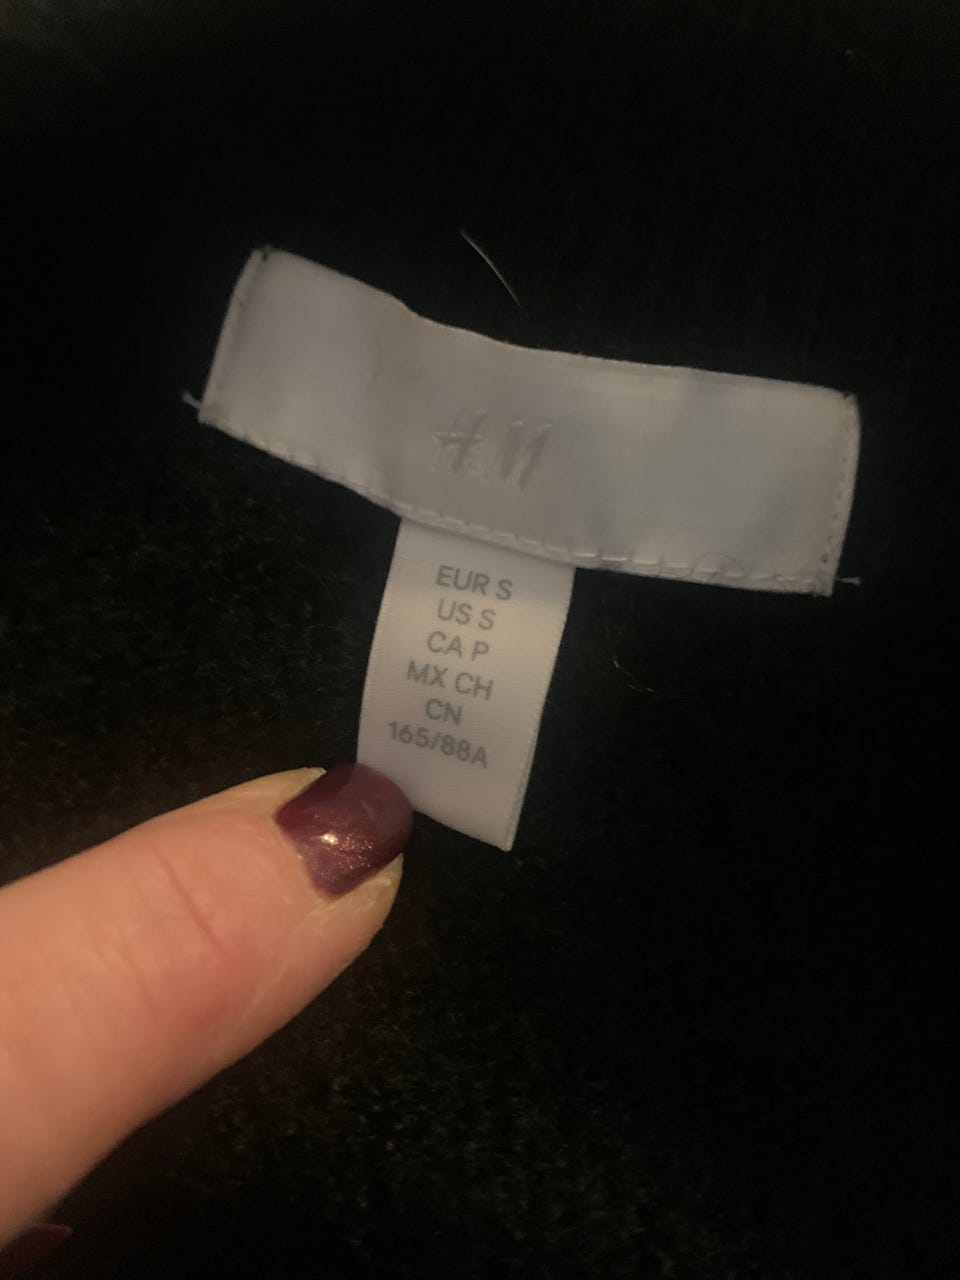 H&M
EUR S
US S
CA P
MX CH
CN
165/88A